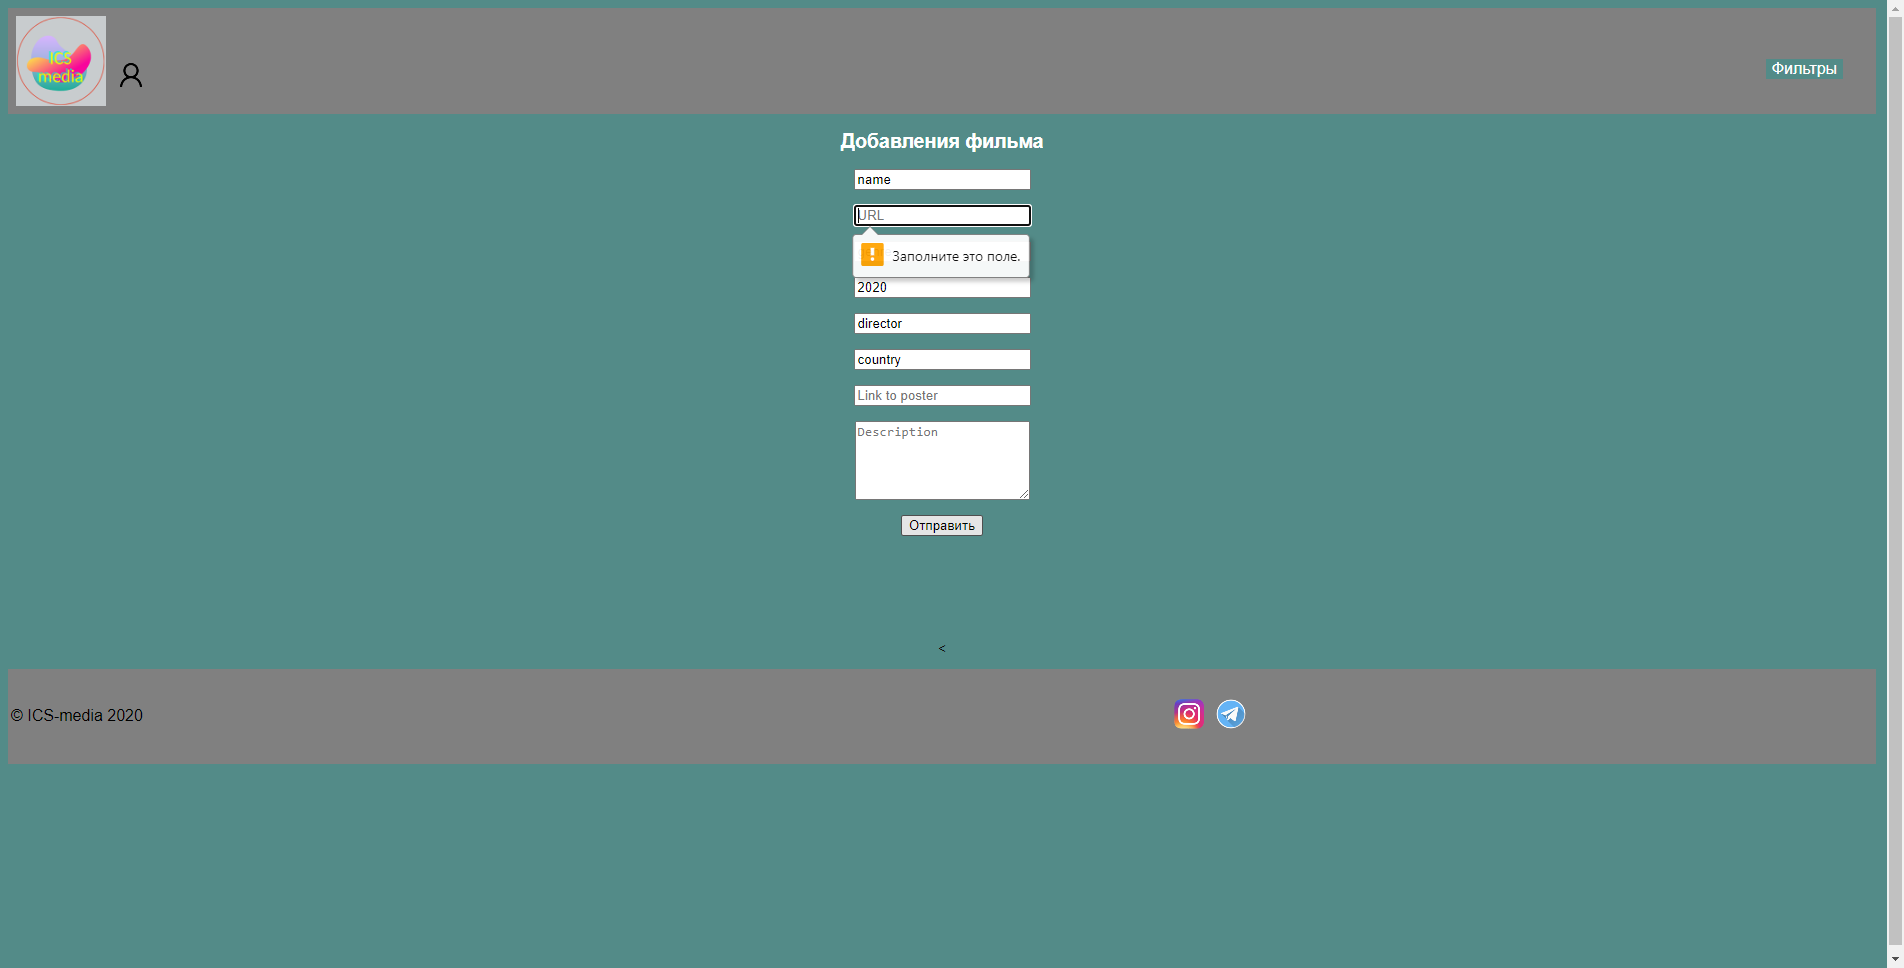 ICS
media
Фильтры
Добавления фильма
name
URL
Заполните это поле.
2020
director
country
Link to poster
Description
Отправить
<
© ICS-media 2020